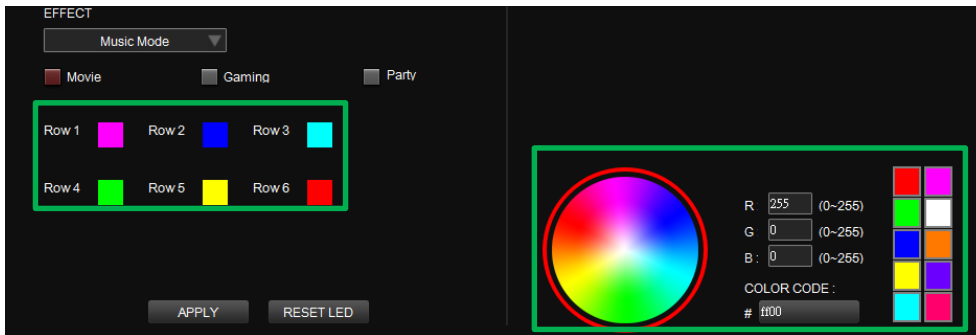 EFFECT
Music Mode
Movie Gaming Party
Row 1 Row 2 Row 3
Row 4 Row 5 Row 6
APPLY RESET LED
R 255 (0~255)
G 0 (0~255)
B : 0 (0~255)
COLOR CODE :
# ff00